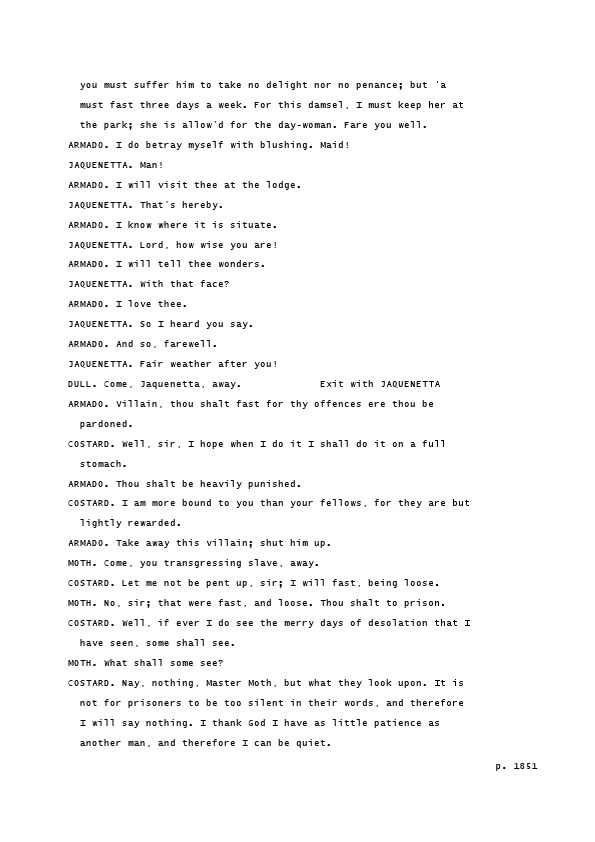 you must suffer him to take no delight nor no penance; but 'a
must fast three days a week. For this damsel, I must keep her at
the park; she is allow'd for the day-woman. Fare you well.
ARMADO. I do betray myself with blushing. Maid!
JAQUENETTA. Man!
ARMADO. I will visit thee at the lodge.
JAQUENETTA. That's hereby.
ARMADO. I know where it is situate.
JAQUENETTA. Lord, how wise you are!
ARMADO. I will tell thee wonders.
JAQUENETTA. With that face?
ARMADO. I love thee.
JAQUENETTA. So I heard you say.
ARMADO. And so, farewell.
JAQUENETTA. Fair weather after you!
DULL. Come, Jaquenetta, away. Exit with JAQUENETTA
ARMADO. Villain, thou shalt fast for thy offences ere thou be
pardoned.
COSTARD. Well, sir, I hope when I do it I shall do it on a full
stomach.
ARMADO. Thou shalt be heavily punished.
COSTARD. I am more bound to you than your fellows, for they are but
lightly rewarded.
ARMADO. Take away this villain; shut him up.
MOTH. Come, you transgressing slave, away.
COSTARD. Let me not be pent up, sir; I will fast, being loose.
MOTH. No, sir; that were fast, and loose. Thou shalt to prison.
COSTARD. Well, if ever I do see the merry days of desolation that I
have seen, some shall see.
MOTH. What shall some see?
COSTARD. Nay, nothing, Master Moth, but what they look upon. It is
not for prisoners to be too silent in their words, and therefore
I will say nothing. I thank God I have as little patience as
another man, and therefore I can be quiet.
p. 1851